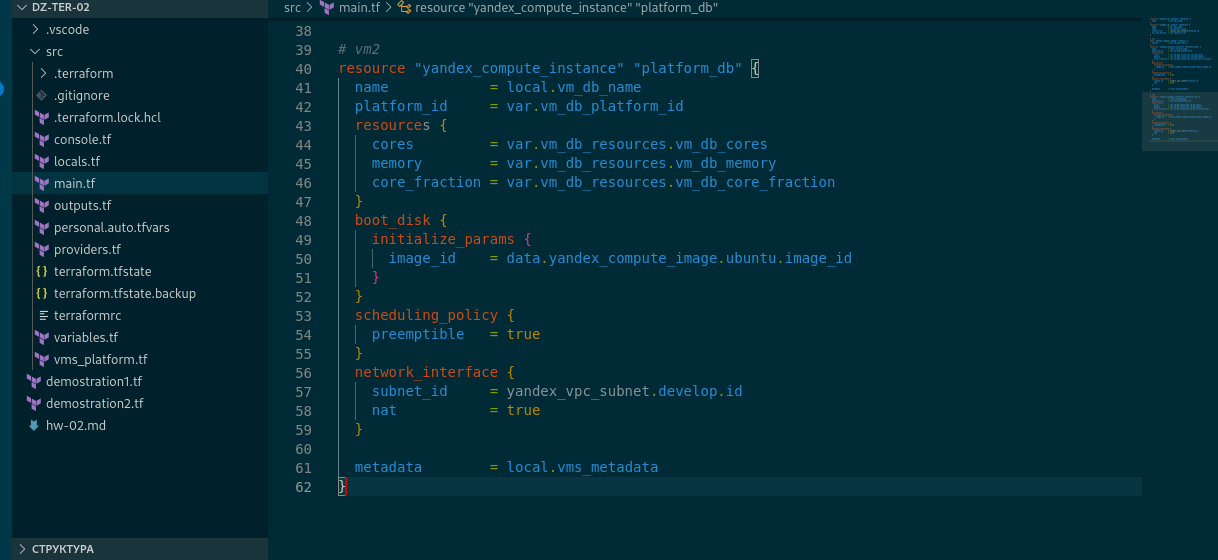 DZ-TER-02
.vscode
src
.terraform
.gitignore
.terraform.lock.hcl
console.tf
locals.tf
main.tf
outputs.tf
personal.auto.tfvars
providers.tf
terraform.tfstate
terraform.tfstate.backup
terraformrc
variables.tf
vms_platform.tf
demostration1.tf
demostration2.tf
hw-02.md
СТРУКТУРА
src > main.tf > resource "yandex_compute_instance" "platform_db"
38
39 # vm2
40 resource "yandex_compute_instance" "platform_db" {
41 name = local.vm_db_name
42 platform_id = var.vm_db_platform_id
43 resources {
44 cores = var.vm_db_resources.vm_db_cores
45 memory = var.vm_db_resources.vm_db_memory
46 core_fraction = var.vm_db_resources.vm_db_core_fraction
47 }
48 boot_disk {
49 initialize_params {
50 image_id = data.yandex_compute_image.ubuntu.image_id
51 }
52 }
53 scheduling_policy {
54 preemptible = true
55 }
56 network_interface {
57 subnet_id = yandex_vpc_subnet.develop.id
58 nat = true
59 }
60
61 metadata = local.vms_metadata
62 }